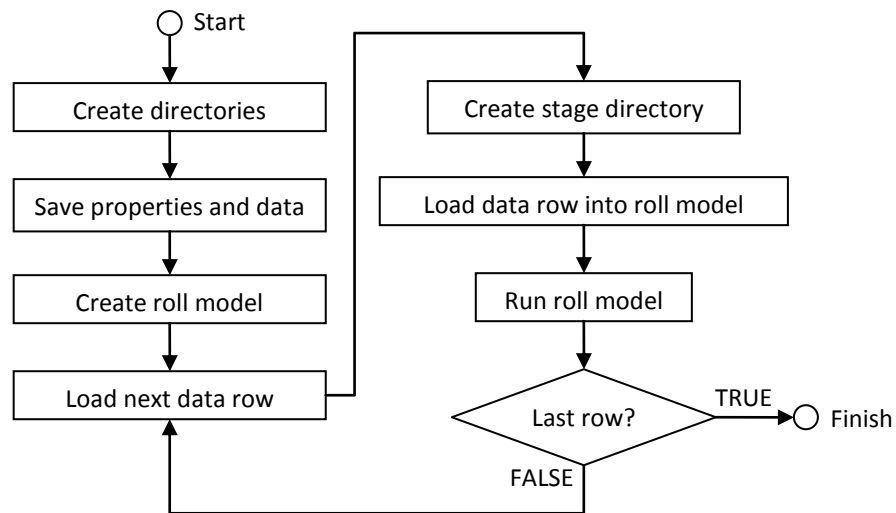 Start
Create directories
Save properties and data
Create roll model
Load next data row
Create stage directory
Load data row into roll model
Run roll model
Last row?
TRUE
Finish
FALSE